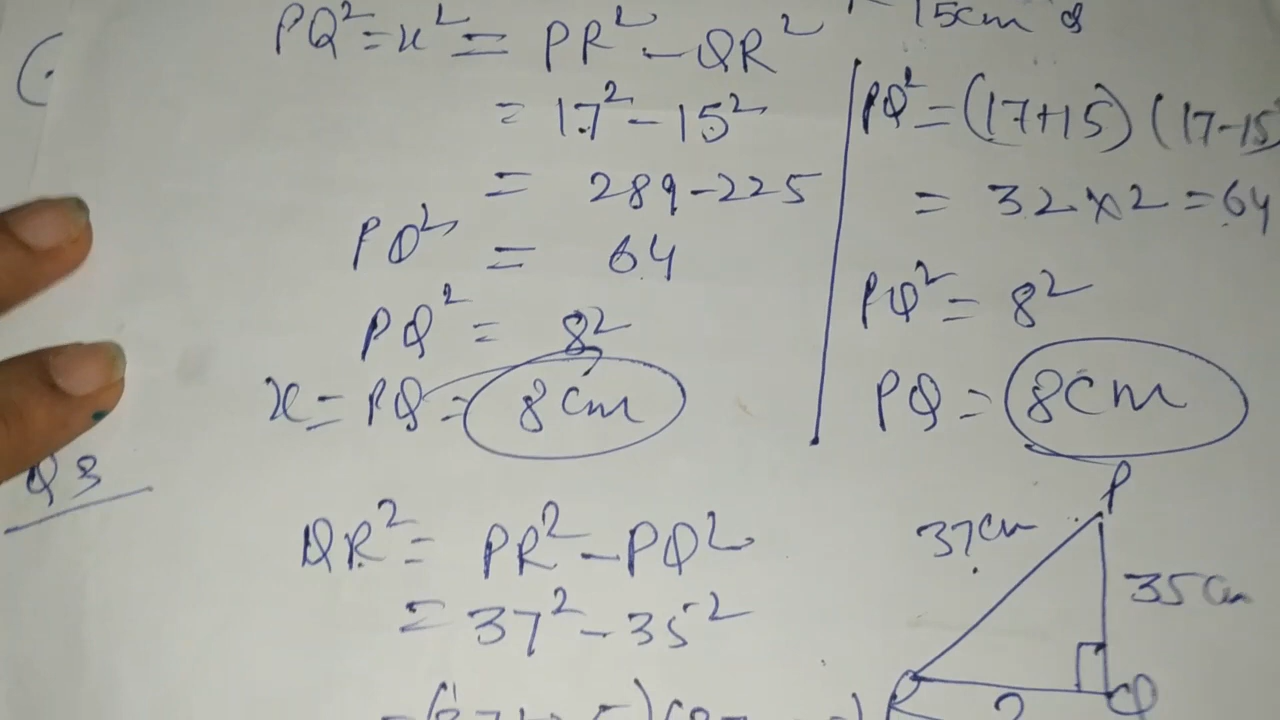 PQ² = x² = PR² - QR²
= 17² - 15²
= 289 - 225
PQ² = 64
PQ² = 8²
x = PQ = 8cm
15cm
PQ² = (17+15) (17-15
= 32 × 2 = 64
PQ² = 8²
PQ = 8cm
Q3
QR² = PR² - PQ²
= 37² - 35²
P
37cm
35cm
R
?
Q